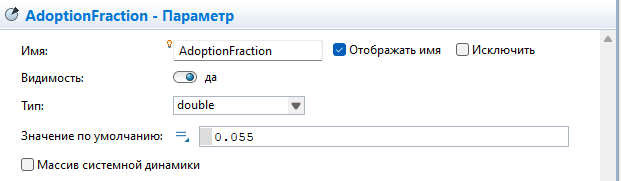 AdoptionFraction - Параметр
Имя: AdoptionFraction Отображать имя Исключить
Видимость: да
Тип: double
Значение по умолчанию: 0.055
Массив системной динамики